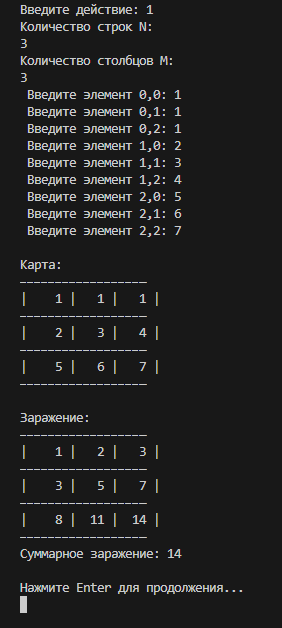 Введите действие: 1
Количество строк N:
3
Количество столбцов M:
3
Введите элемент 0,0: 1
Введите элемент 0,1: 1
Введите элемент 0,2: 1
Введите элемент 1,0: 2
Введите элемент 1,1: 3
Введите элемент 1,2: 4
Введите элемент 2,0: 5
Введите элемент 2,1: 6
Введите элемент 2,2: 7
Карта:
------------------
|    1 |   1 |   1 |
------------------
|    2 |   3 |   4 |
------------------
|    5 |   6 |   7 |
------------------
Заражение:
------------------
|    1 |   2 |   3 |
------------------
|    3 |   5 |   7 |
------------------
|    8 |  11 |  14 |
------------------
Суммарное заражение: 14
Нажмите Enter для продолжения...